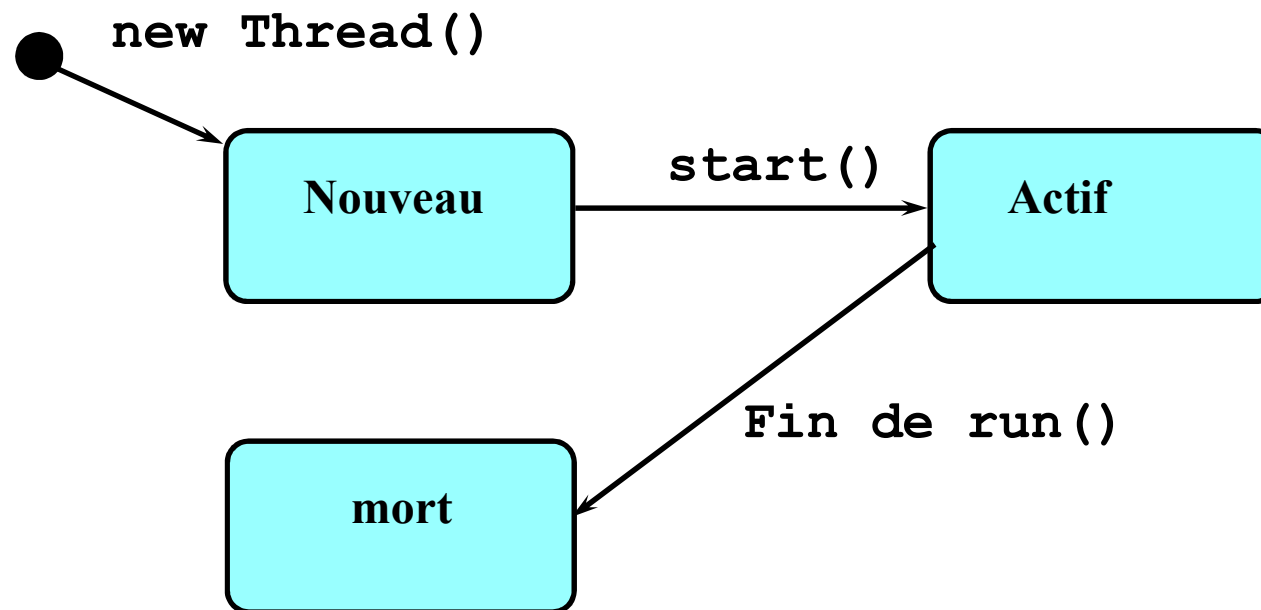 new Thread()
start()
Nouveau
Actif
Fin de run()
mort